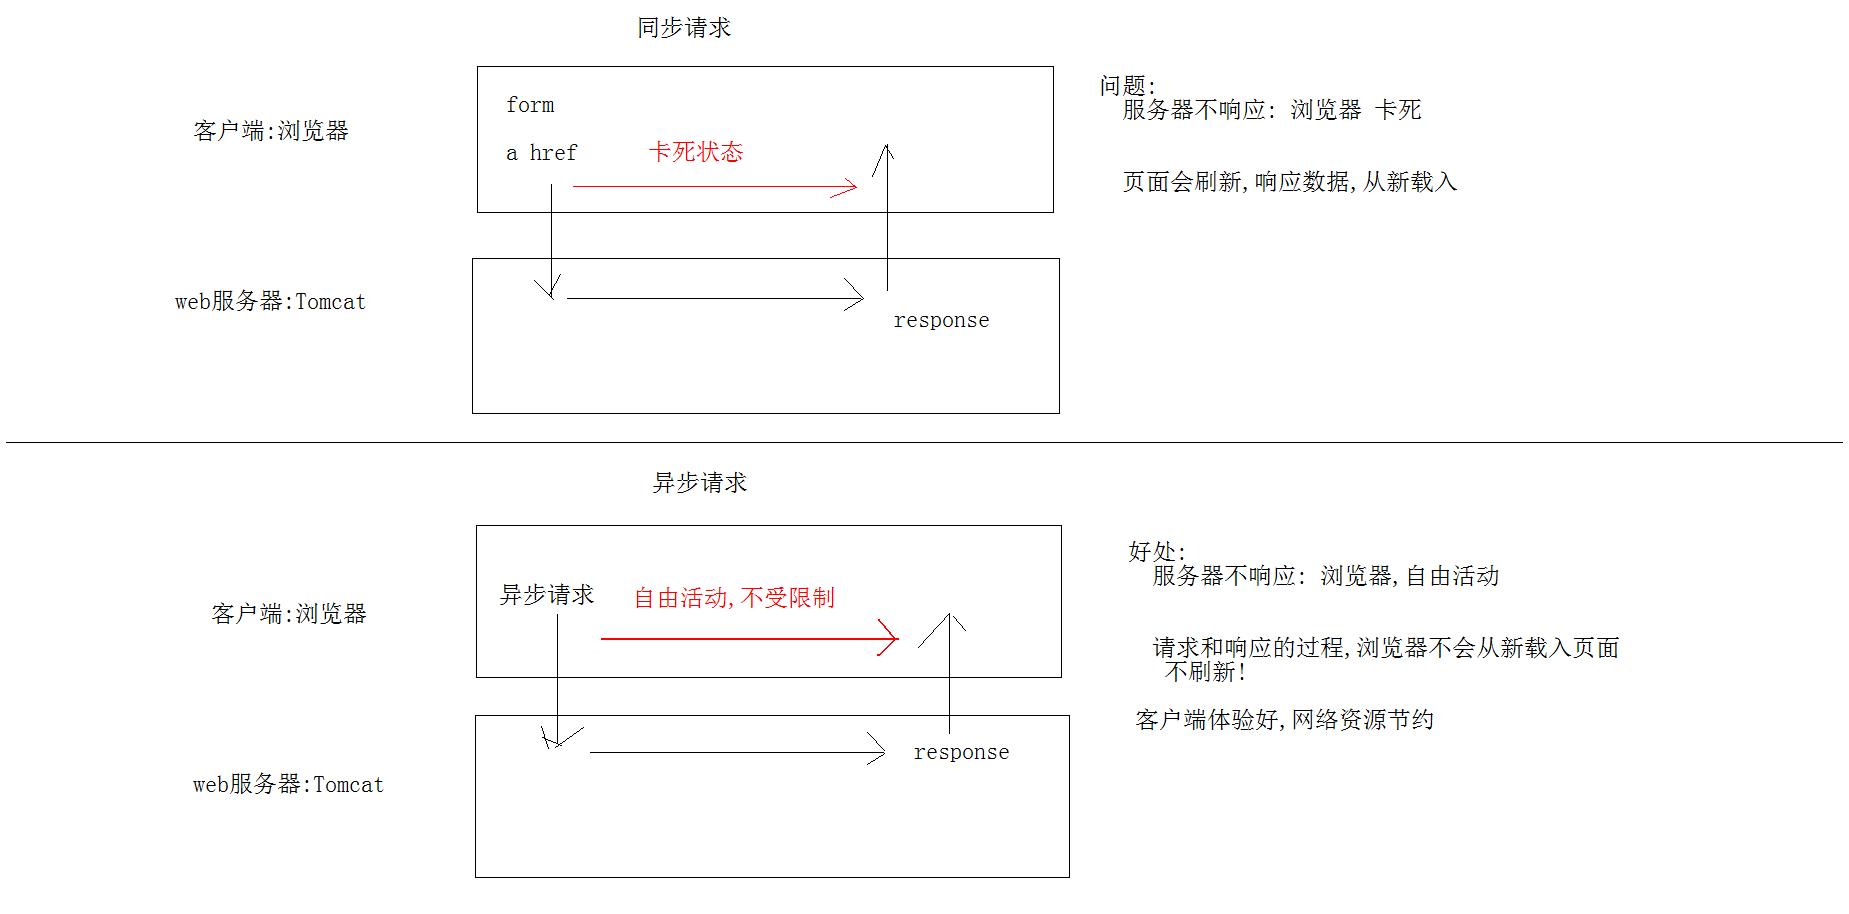 同步请求
form
a href
卡死状态
客户端:浏览器
web服务器:Tomcat
response
问题:
服务器不响应: 浏览器 卡死
页面会刷新,响应数据,从新载入
异步请求
异步请求
自由活动,不受限制
客户端:浏览器
web服务器:Tomcat
response
好处:
服务器不响应: 浏览器,自由活动
请求和响应的过程,浏览器不会从新载入页面
不刷新!
客户端体验好,网络资源节约